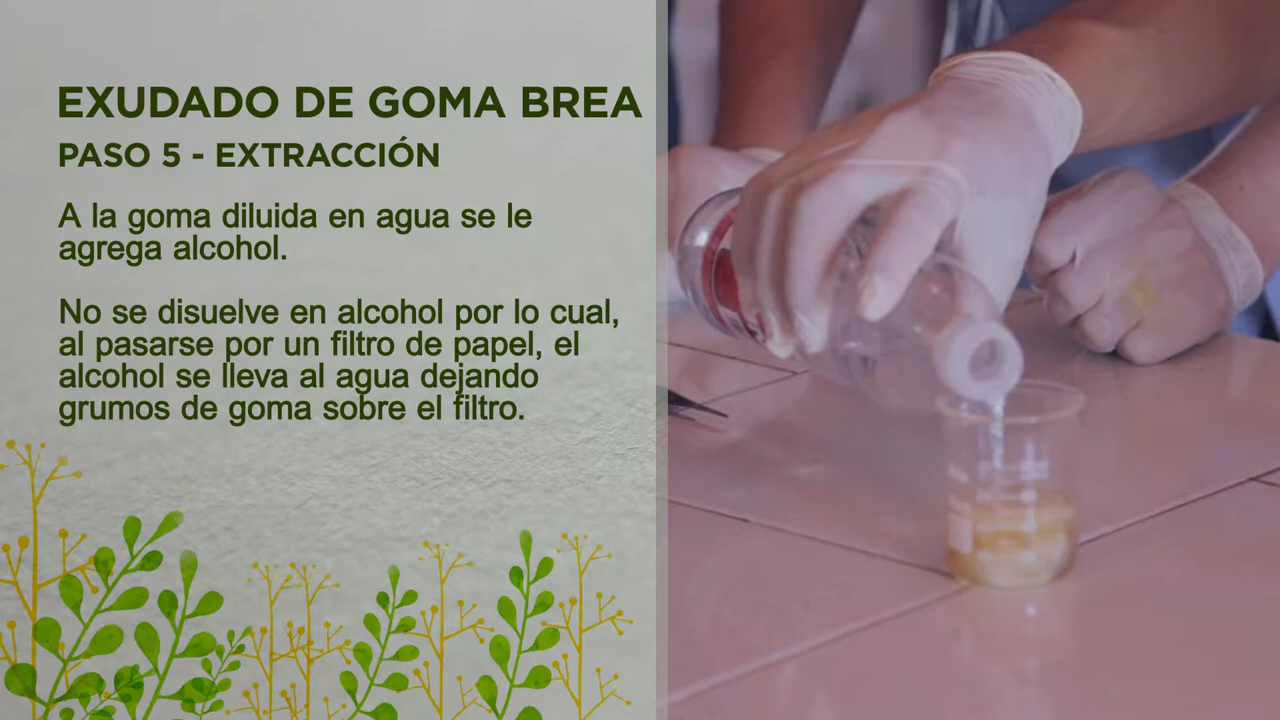 EXUDADO DE GOMA BREA
PASO 5 - EXTRACCIÓN
A la goma diluida en agua se le
agrega alcohol.
No se disuelve en alcohol por lo cual,
al pasarse por un filtro de papel, el
alcohol se lleva al agua dejando
grumos de goma sobre el filtro.